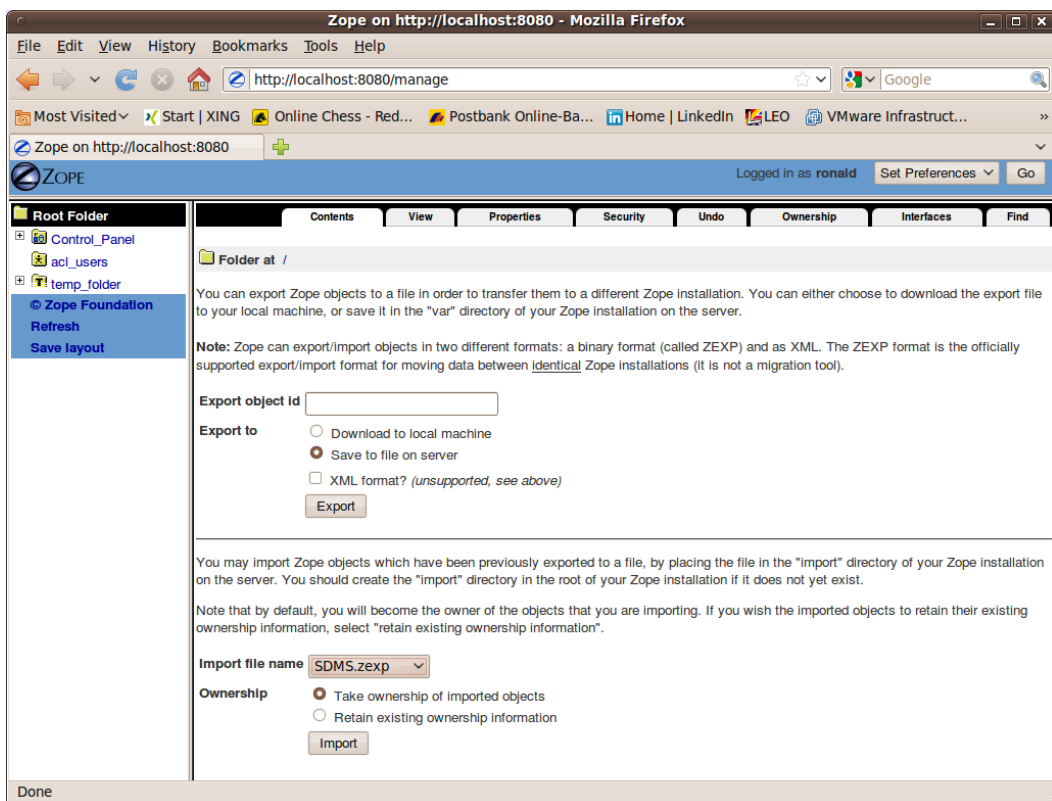 Zope on http://localhost:8080 - Mozilla Firefox
File Edit View History Bookmarks Tools Help
http://localhost:8080/manage
Google
Most Visited Start | XING Online Chess - Red... Postbank Online-Ba... Home | LinkedIn LEO VMware Infrastruct... »
Zope on http://localhost:8080
ZOPE
Logged in as ronald Set Preferences Go
Root Folder
Control_Panel
acl_users
temp_folder
© Zope Foundation
Refresh
Save layout
Contents View Properties Security Undo Ownership Interfaces Find
Folder at /
You can export Zope objects to a file in order to transfer them to a different Zope installation. You can either choose to download the export file
to your local machine, or save it in the "var" directory of your Zope installation on the server.
Note: Zope can export/import objects in two different formats: a binary format (called ZEXP) and as XML. The ZEXP format is the officially
supported export/import format for moving data between identical Zope installations (it is not a migration tool).
Export object id
Export to
Download to local machine
Save to file on server
XML format? (unsupported, see above)
Export
You may import Zope objects which have been previously exported to a file, by placing the file in the "import" directory of your Zope installation
on the server. You should create the "import" directory in the root of your Zope installation if it does not yet exist.
Note that by default, you will become the owner of the objects that you are importing. If you wish the imported objects to retain their existing
ownership information, select "retain existing ownership information".
Import file name SDMS.zexp
Ownership
Take ownership of imported objects
Retain existing ownership information
Import
Done